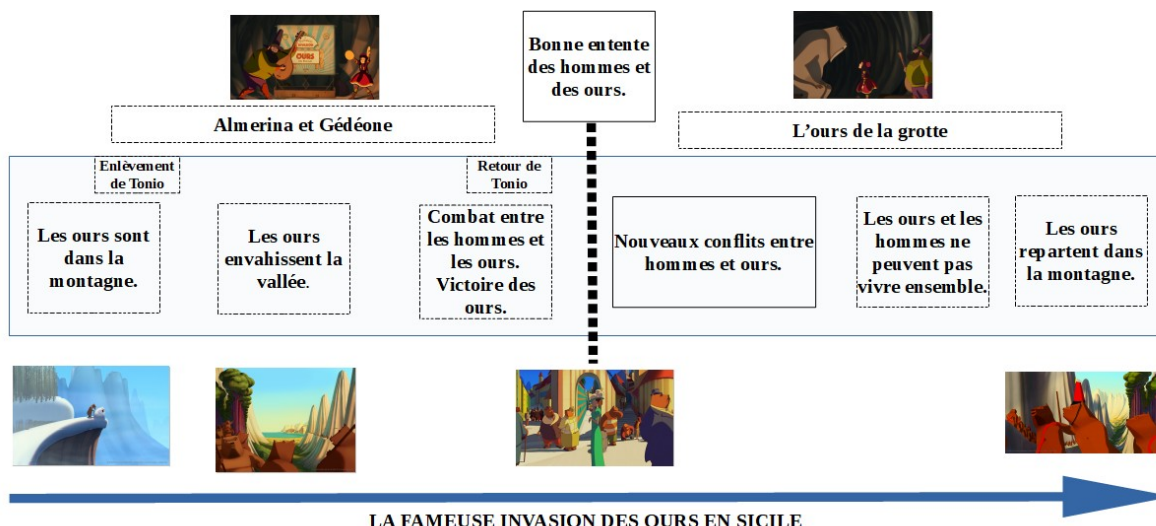 OURS
Bonne entente
des hommes et
des ours.
Almerina et Gédéone
L'ours de la grotte
Enlèvement
de Tonio
Retour de
Tonio
Les ours sont
dans la
montagne.
Les ours
envahissent la
vallée.
Combat entre
les hommes et
les ours.
Victoire des
ours.
Nouveaux conflits entre
hommes et ours.
Les ours et les
hommes ne
peuvent pas
vivre ensemble.
Les ours
repartent dans
la montagne.
LA FAMEUSE INVASION DES OURS EN SICILE